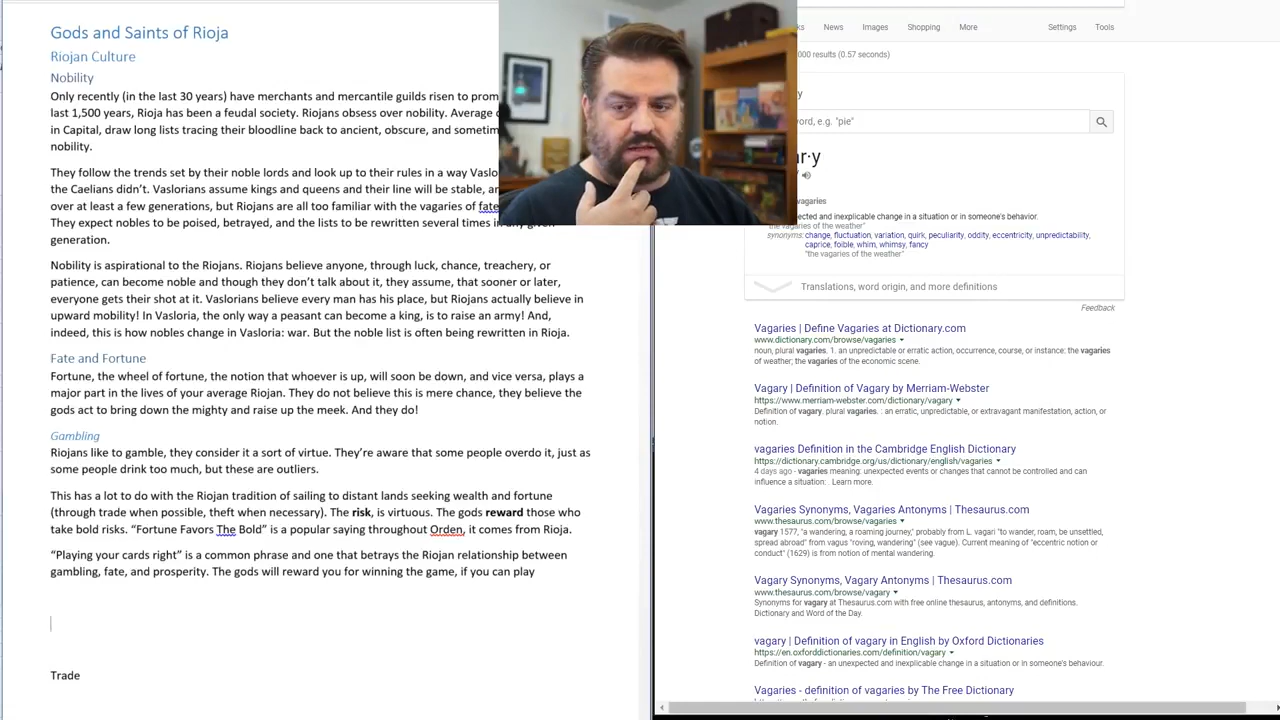 Gods and Saints of Rioja
Riojan Culture
Nobility
Only recently (in the last 30 years) have merchants and mercantile guilds risen to prom
last 1,500 years, Rioja has been a feudal society. Riojans obsess over nobility. Average
in Capital, draw long lists tracing their bloodline back to ancient, obscure, and
nobility.
They follow the trends set by their noble lords and look up to their rules in a way
the Caelians didn't. Vaslorians assume kings and queens and their line will be stable,
over at least a few generations, but Riojans are all too familiar with the vagaries of
They expect nobles to be poised, betrayed, and the lists to be rewritten several times in any given
generation.
Nobility is aspirational to the Riojans. Riojans believe anyone, through luck, chance, treachery, or
patience, can become noble and though they don't talk about it, they assume, that sooner or later,
everyone gets their shot at it. Vaslorians believe every man has his place, but Riojans actually believe in
upward mobility! In Vasloria, the only way a peasant can become a king, is to raise an army! And,
indeed, this is how nobles change in Vasloria: war. But the noble list is often being rewritten in Rioja.
Fate and Fortune
Fortune, the wheel of fortune, the notion that whoever is up, will soon be down, and vice versa, plays a
major part in the lives of your average Riojan. They do not believe this is mere chance, they believe the
gods act to bring down the mighty and raise up the meek. And they do!
Gambling
Riojans like to gamble, they consider it a sort of virtue. They're aware that some people overdo it, just as
some people drink too much, but these are outliers.
This has a lot to do with the Riojan tradition of sailing to distant lands seeking wealth and fortune
(through trade when possible, theft when necessary). The risk, is virtuous. The gods reward those who
take bold risks. "Fortune Favors The Bold" is a popular saying throughout Orden, it comes from Rioja.
"Playing your cards right" is a common phrase and one that betrays the Riojan relationship between
gambling, fate, and prosperity. The gods will reward you for winning the game, if you can play
Trade
News Images Shopping More Settings Tools
000 results (0.57 seconds)
ord, e.g. "pie"
ar·y
vagaries
ected and inexplicable change in a situation or in someone's behavior.
"the vagaries of the weather"
synonyms: change, fluctuation, variation, quirk, peculiarity, oddity, eccentricity, unpredictability,
caprice, foible, whim, whimsy, fancy
"the vagaries of the weather"
Translations, word origin, and more definitions
Feedback
Vagaries | Define Vagaries at Dictionary.com
www.dictionary.com/browse/vagaries
noun, plural vagaries. 1. an unpredictable or erratic action, occurrence, course, or instance: the vagaries
of weather; the vagaries of the economic scene.
Vagary | Definition of Vagary by Merriam-Webster
https://www.merriam-webster.com/dictionary/vagary
Definition of vagary. plural vagaries. : an erratic, unpredictable, or extravagant manifestation, action, or
notion.
vagaries Definition in the Cambridge English Dictionary
https://dictionary.cambridge.org/us/dictionary/english/vagaries
4 days ago - vagaries meaning: unexpected events or changes that cannot be controlled and can
influence a situation:. Learn more.
Vagaries Synonyms, Vagaries Antonyms | Thesaurus.com
www.thesaurus.com/browse/vagaries
vagary 1577, "a wandering, a roaming journey," probably from L. vagari "to wander, roam, be unsettled,
spread abroad" from vagus "roving, wandering" (see vague). Current meaning of "eccentric notion or
conduct" (1629) is from notion of mental wandering.
Vagary Synonyms, Vagary Antonyms | Thesaurus.com
www.thesaurus.com/browse/vagary
Synonyms for vagary at Thesaurus.com with free online thesaurus, antonyms, and definitions.
Dictionary and Word of the Day.
vagary | Definition of vagary in English by Oxford Dictionaries
https://en.oxforddictionaries.com/definition/vagary
Definition of vagary - an unexpected and inexplicable change in a situation or in someone's behaviour.
Vagaries - definition of vagaries by The Free Dictionary